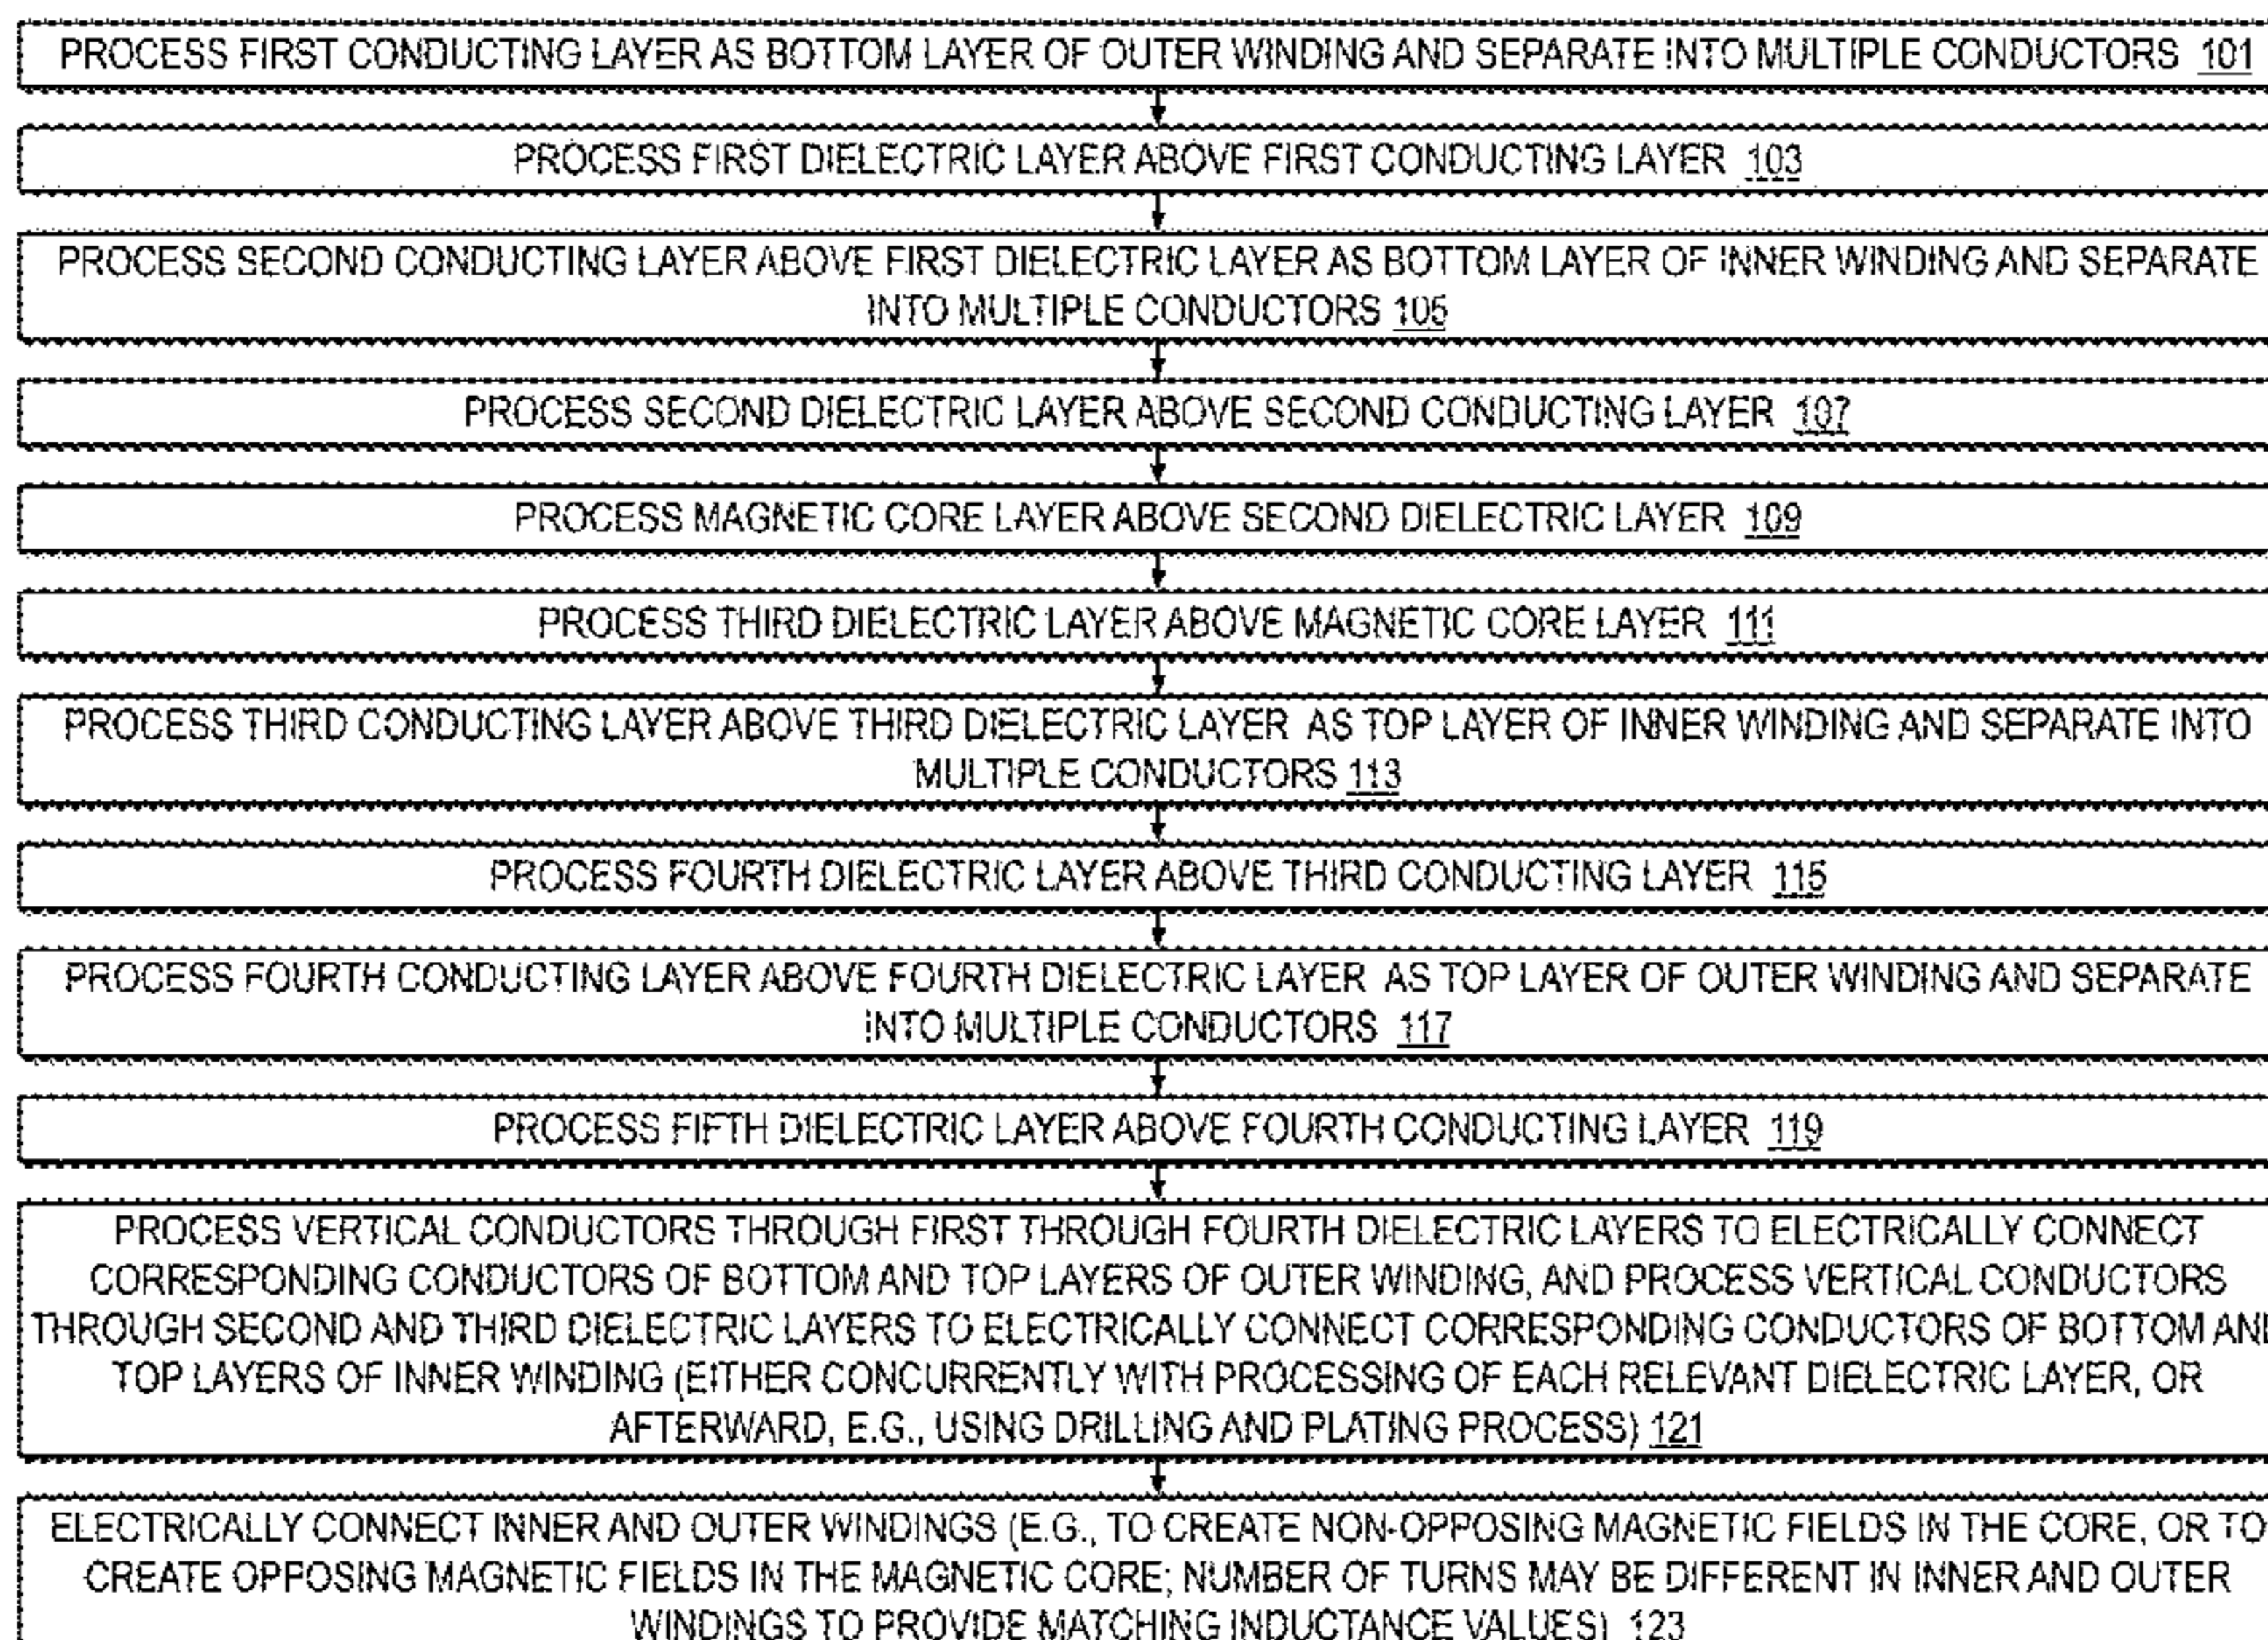 PROCESS FIRST CONDUCTING LAYER AS BOTTOM LAYER OF OUTER WINDING AND SEPARATE INTO MULTIPLE CONDUCTORS 101
PROCESS FIRST DIELECTRIC LAYER ABOVE FIRST CONDUCTING LAYER 103
PROCESS SECOND CONDUCTING LAYER ABOVE FIRST DIELECTRIC LAYER AS BOTTOM LAYER OF INNER WINDING AND SEPARATE
INTO MULTIPLE CONDUCTORS 105
PROCESS SECOND DIELECTRIC LAYER ABOVE SECOND CONDUCTING LAYER 107
PROCESS MAGNETIC CORE LAYER ABOVE SECOND DIELECTRIC LAYER 109
PROCESS THIRD DIELECTRIC LAYER ABOVE MAGNETIC CORE LAYER 111
PROCESS THIRD CONDUCTING LAYER ABOVE THIRD DIELECTRIC LAYER AS TOP LAYER OF INNER WINDING AND SEPARATE INTO
MULTIPLE CONDUCTORS 113
PROCESS FOURTH DIELECTRIC LAYER ABOVE THIRD CONDUCTING LAYER 115
PROCESS FOURTH CONDUCTING LAYER ABOVE FOURTH DIELECTRIC LAYER AS TOP LAYER OF OUTER WINDING AND SEPARATE
INTO MULTIPLE CONDUCTORS 117
PROCESS FIFTH DIELECTRIC LAYER ABOVE FOURTH CONDUCTING LAYER 119
PROCESS VERTICAL CONDUCTORS THROUGH FIRST THROUGH FOURTH DIELECTRIC LAYERS TO ELECTRICALLY CONNECT
CORRESPONDING CONDUCTORS OF BOTTOM AND TOP LAYERS OF OUTER WINDING, AND PROCESS VERTICAL CONDUCTORS
THROUGH SECOND AND THIRD DIELECTRIC LAYERS TO ELECTRICALLY CONNECT CORRESPONDING CONDUCTORS OF BOTTOM AND
TOP LAYERS OF INNER WINDING (EITHER CONCURRENTLY WITH PROCESSING OF EACH RELEVANT DIELECTRIC LAYER, OR
AFTERWARD, E.G., USING DRILLING AND PLATING PROCESS) 121
ELECTRICALLY CONNECT INNER AND OUTER WINDINGS (E.G., TO CREATE NON-OPPOSING MAGNETIC FIELDS IN THE CORE, OR TO
CREATE OPPOSING MAGNETIC FIELDS IN THE MAGNETIC CORE; NUMBER OF TURNS MAY BE DIFFERENT IN INNER AND OUTER
WINDINGS TO PROVIDE MATCHING INDUCTANCE VALUES) 123